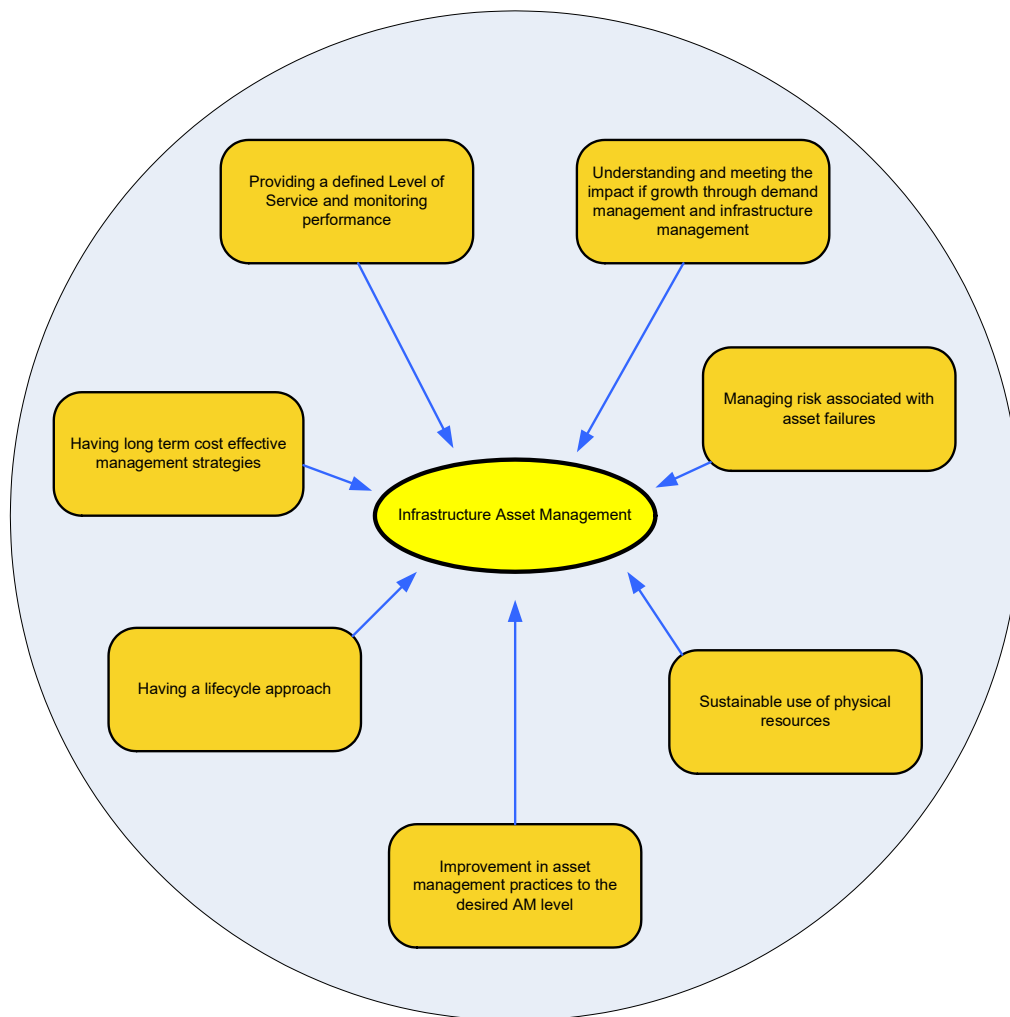 Providing a defined Level of
Service and monitoring
performance
Understanding and meeting the
impact if growth through demand
management and infrastructure
management
Managing risk associated with
asset failures
Having long term cost effective
management strategies
Infrastructure Asset Management
Having a lifecycle approach
Sustainable use of physical
resources
Improvement in asset
management practices to the
desired AM level